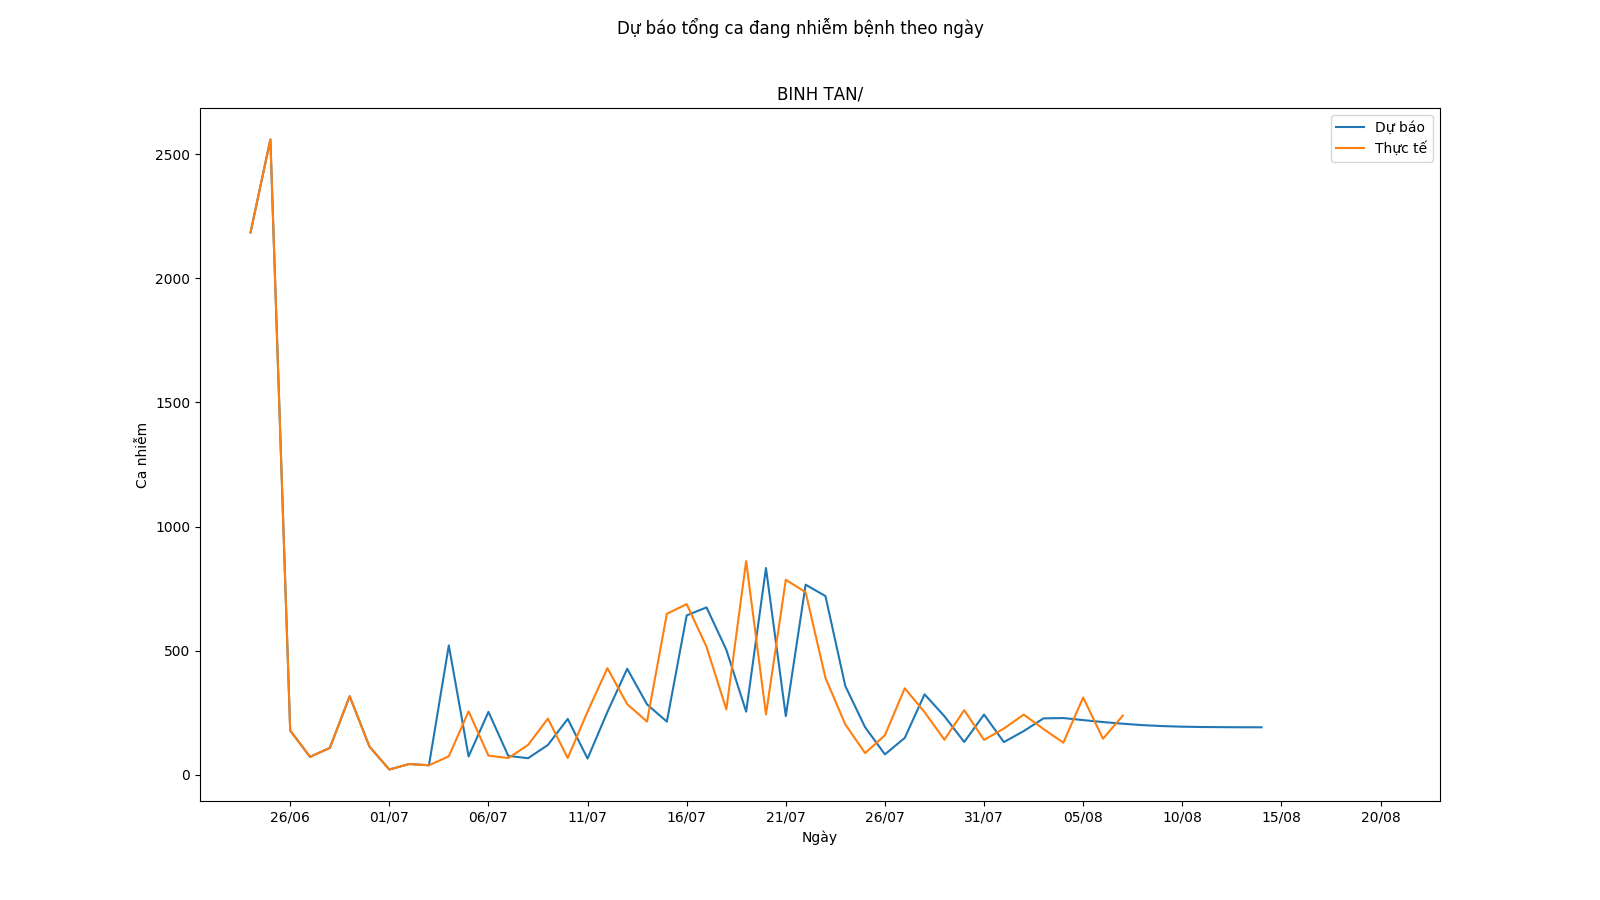 Dự báo tổng ca đang nhiễm bệnh theo ngày
BINH TAN/
Dự báo
Thực tế
2500
2000
1500
1000
500
0
Ca nhiễm
26/06 01/07 06/07 11/07 16/07 21/07 26/07 31/07 05/08 10/08 15/08 20/08
Ngày